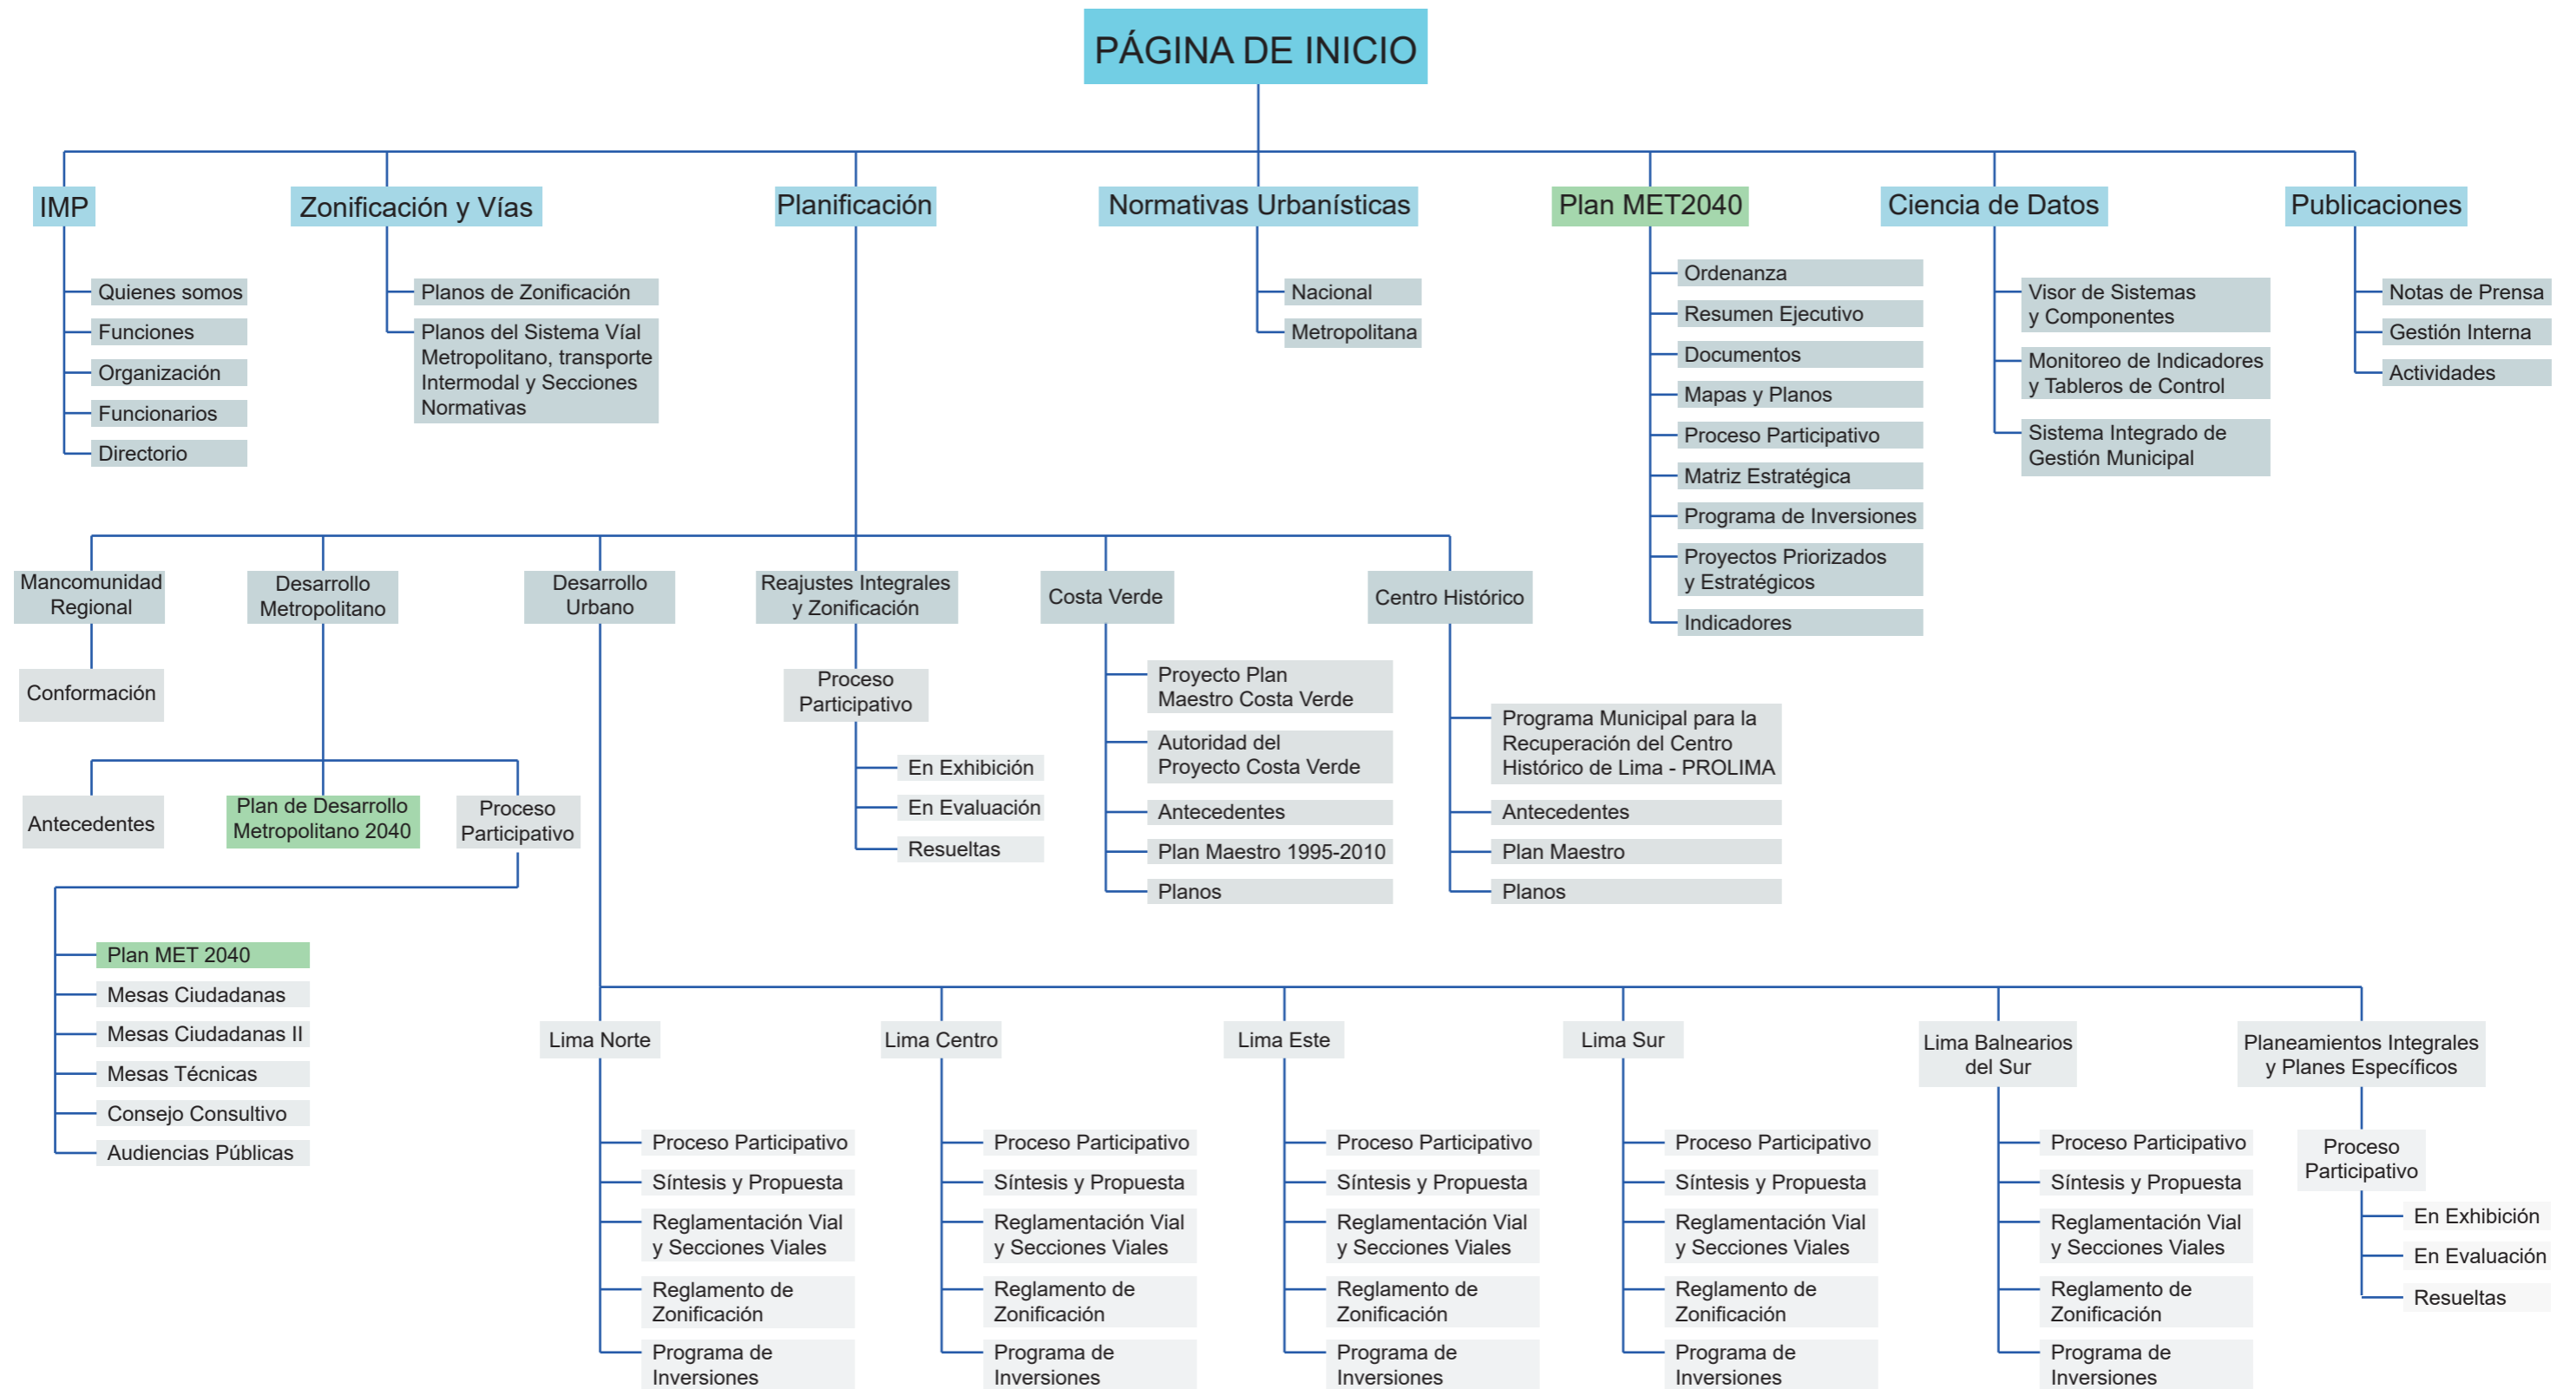 PÁGINA DE INICIO
IMP
Zonificación y Vías
Planificación
Normativas Urbanísticas
Plan MET2040
Ciencia de Datos
Publicaciones
Quienes somos
Funciones
Organización
Funcionarios
Directorio
Planos de Zonificación
Planos del Sistema Víal
Metropolitano, transporte
Intermodal y Secciones
Normativas
Nacional
Metropolitana
Ordenanza
Resumen Ejecutivo
Documentos
Mapas y Planos
Proceso Participativo
Matriz Estratégica
Programa de Inversiones
Proyectos Priorizados
y Estratégicos
Indicadores
Visor de Sistemas
y Componentes
Monitoreo de Indicadores
y Tableros de Control
Sistema Integrado de
Gestión Municipal
Notas de Prensa
Gestión Interna
Actividades
Mancomunidad
Regional
Desarrollo
Metropolitano
Desarrollo
Urbano
Reajustes Integrales
y Zonificación
Costa Verde
Centro Histórico
Conformación
Antecedentes
Plan de Desarrollo
Metropolitano 2040
Proceso
Participativo
Plan MET 2040
Mesas Ciudadanas
Mesas Ciudadanas II
Mesas Técnicas
Consejo Consultivo
Audiencias Públicas
Proceso
Participativo
En Exhibición
En Evaluación
Resueltas
Proyecto Plan
Maestro Costa Verde
Autoridad del
Proyecto Costa Verde
Antecedentes
Plan Maestro 1995-2010
Planos
Programa Municipal para la
Recuperación del Centro
Histórico de Lima - PROLIMA
Antecedentes
Plan Maestro
Planos
Lima Norte
Proceso Participativo
Síntesis y Propuesta
Reglamentación Vial
y Secciones Viales
Reglamento de
Zonificación
Programa de
Inversiones
Lima Centro
Proceso Participativo
Síntesis y Propuesta
Reglamentación Vial
y Secciones Viales
Reglamento de
Zonificación
Programa de
Inversiones
Lima Este
Proceso Participativo
Síntesis y Propuesta
Reglamentación Vial
y Secciones Viales
Reglamento de
Zonificación
Programa de
Inversiones
Lima Sur
Proceso Participativo
Síntesis y Propuesta
Reglamentación Vial
y Secciones Viales
Reglamento de
Zonificación
Programa de
Inversiones
Lima Balnearios
del Sur
Proceso Participativo
Síntesis y Propuesta
Reglamentación Vial
y Secciones Viales
Reglamento de
Zonificación
Programa de
Inversiones
Planeamientos Integrales
y Planes Específicos
Proceso
Participativo
En Exhibición
En Evaluación
Resueltas